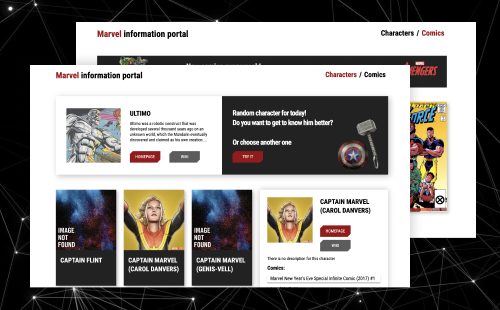 Marvel information portal
Characters / Comics
MARVEL
AVENGERS
Marvel information portal
Characters / Comics
ULTIMO
Ultimo was a robotic construct that was
developed several thousand years ago on an
unknown world, which the Mandarin eventually
discovered and claimed as his own creation....
HOMEPAGE
WIKI
Random character for today!
Do you want to get to know him better?
Or choose another one
TRY IT
IMAGE
NOT
FOUND
CAPTAIN FLINT
CAPTAIN MARVEL
(CAROL DANVERS)
IMAGE
NOT
FOUND
CAPTAIN MARVEL
(GENIS-VELL)
CAPTAIN MARVEL
(CAROL DANVERS)
HOMEPAGE
WIKI
There is no description for this character
Comics:
Marvel New Year's Eve Special Infinite Comic (2017) #1